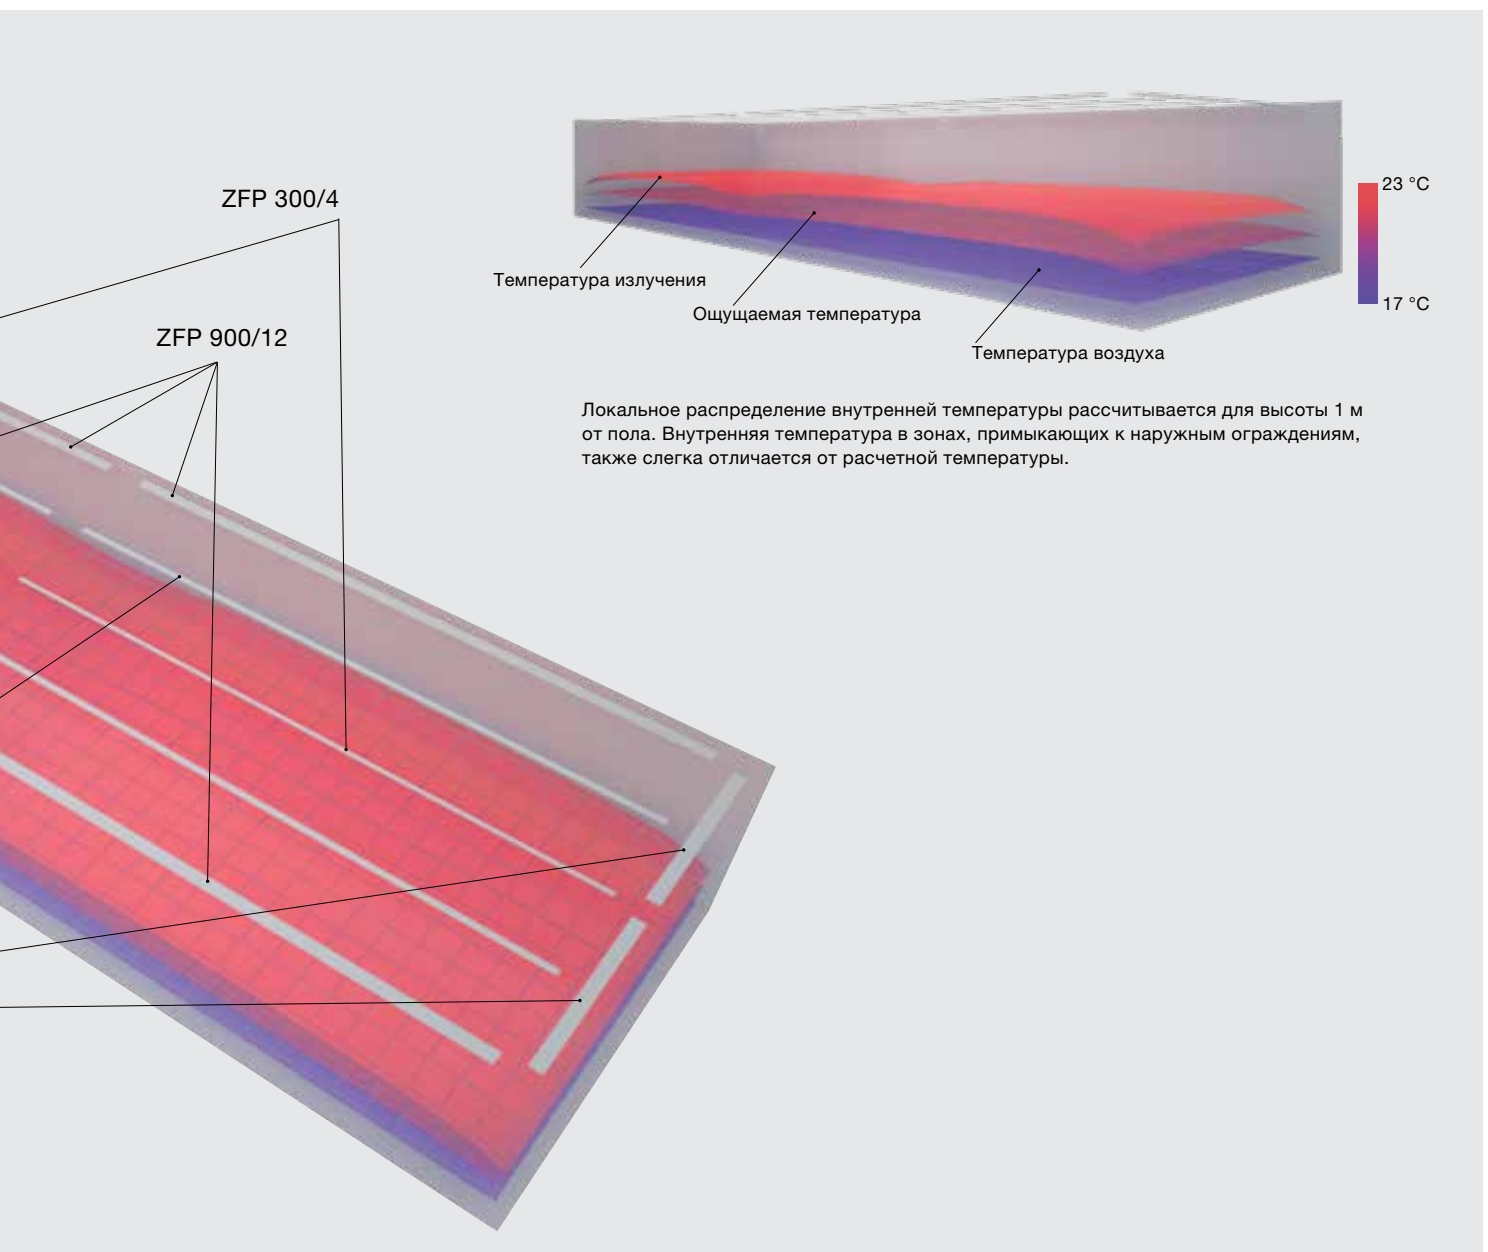 ZFP 300/4
ZFP 900/12
23 °C
17 °C
Температура излучения
Ощущаемая температура
Температура воздуха
Локальное распределение внутренней температуры рассчитывается для высоты 1 м
от пола. Внутренняя температура в зонах, примыкающих к наружным ограждениям,
также слегка отличается от расчетной температуры.